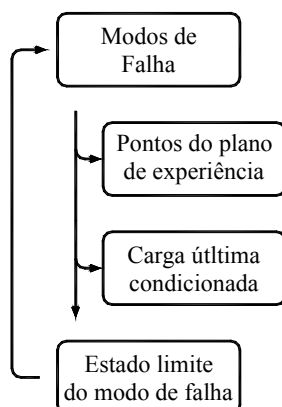 Modos de
Falha
Pontos do plano
de experiência
Carga útltima
condicionada
Estado limite
do modo de falha